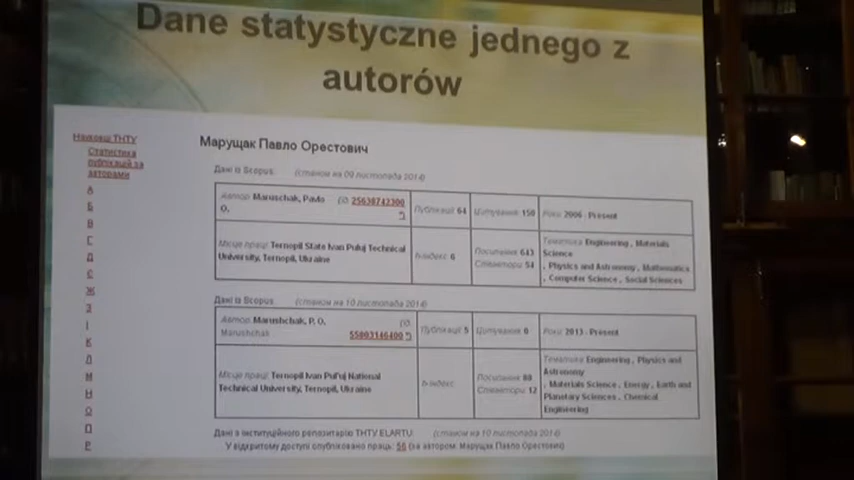 Dane statystyczne jednego z
autorów
Науковці ТНТУ
Статистика
публікацій за
авторами
А
Б
В
Г
Д
Є
Ж
З
І
К
Л
М
Н
О
П
Р
Марущак Павло Орестович
Дані із Scopus: (станом на 09 листопада 2014)
Автор: Maruschak, Pavlo O. ID: 25638742300
Публікації: 64
Цитування: 150
Роки: 2006 - Present
Місце праці: Ternopil State Ivan Puluj Technical
University, Ternopil, Ukraine
h-індекс: 6
Посилання: 643
Співавтори: 54
Тематика: Engineering , Materials
Science
, Physics and Astronomy , Mathematics
, Computer Science , Social Sciences
Дані із Scopus: (станом на 10 листопада 2014)
Автор: Marushchak, P. O. ID:
Marushchak 55803146400
Публікації: 5
Цитування: 0
Роки: 2013 - Present
Місце праці: Ternopil Ivan Pul'uj National
Technical University, Ternopil, Ukraine
h-індекс:
Посилання: 88
Співавтори: 12
Тематика: Engineering , Physics and
Astronomy
, Materials Science , Energy , Earth and
Planetary Sciences , Chemical
Engineering
Дані з інституційного репозитарію ТНТУ ELARTU: (станом на 10 листопада 2014)
У відкритому доступі опубліковано праць: 56 (за автором: Марущак Павло Орестович)